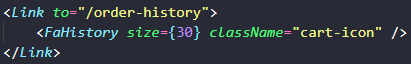 <Link to="/order-history">
    <FaHistory size={30} className="cart-icon" />
</Link>